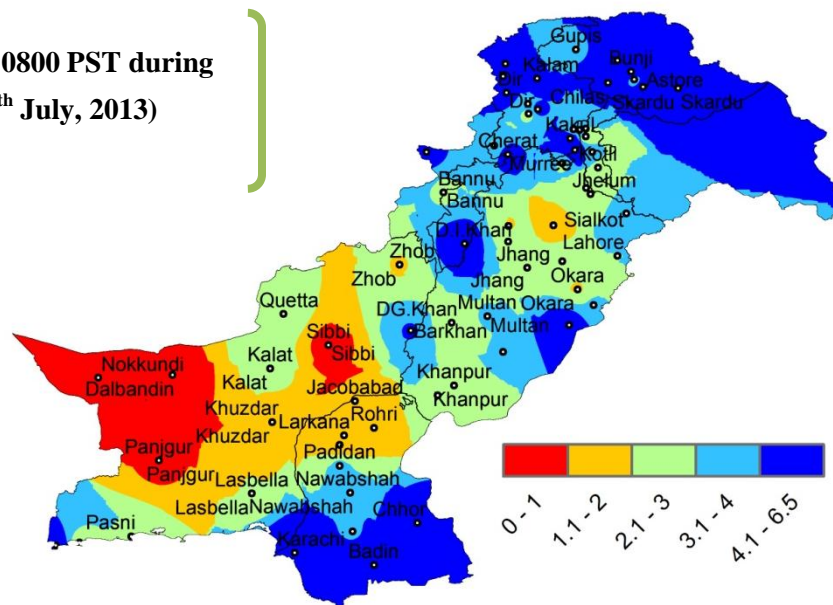 0800 PST during
th July, 2013)
Gupis
Bunji
Kalam
Dir
Astore
Chilas
Dir
Skardu Skardu
Kakul
Cherat
Kotli
Murree
Bannu
Jhelum
Bannu
Sialkot
D.I.Khan
Lahore
Zhob
Jhang
Zhob
Okara
Jhang
Quetta
DG.Khan
Multan
Okara
Sibbi
Barkhan
Multan
Sibbi
Nokkundi
Kalat
Dalbandin
Kalat
Jacobabad
Khanpur
Khanpur
Khuzdar
Larkana
Rohri
Khuzdar
Panjgur
Padidan
Panjgur
Lasbella
Nawabshah
Lasbella
Nawabshah
Chhor
Pasni
Karachi
Badin
0 - 1
1.1 - 2
2.1 - 3
3.1 - 4
4.1 - 6.5